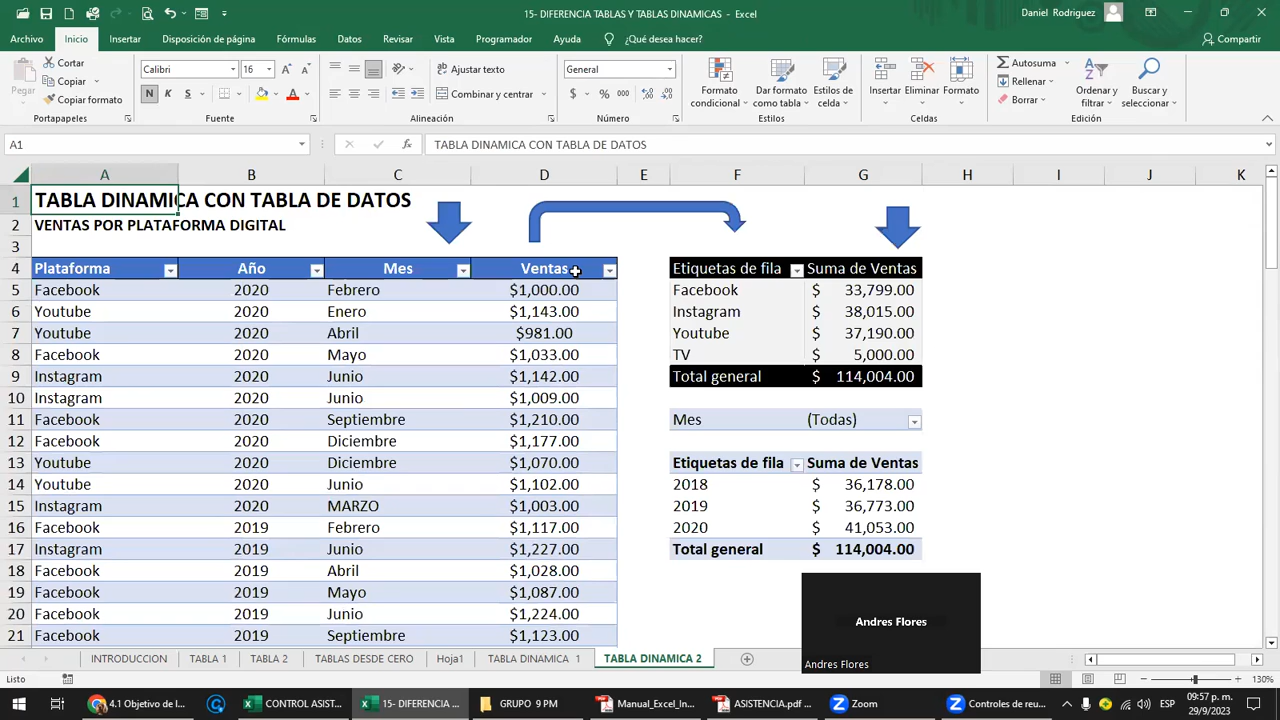 15- DIFERENCIA TABLAS Y TABLAS DINAMICAS - Excel
Daniel Rodriguez
Archivo Inicio Insertar Disposición de página Fórmulas Datos Revisar Vista Programador Ayuda ¿Qué desea hacer? Compartir
Pegar
Cortar
Copiar
Copiar formato
Portapapeles
Calibri 16
N K S
Fuente
Ajustar texto
Combinar y centrar
Alineación
General
$ % 000
Número
Formato condicional
Dar formato como tabla
Estilos de celda
Estilos
Insertar Eliminar Formato
Celdas
Autosuma
Rellenar
Borrar
Ordenar y filtrar
Buscar y seleccionar
Edición
A1 fx TABLA DINAMICA CON TABLA DE DATOS
A B C D E F G H I J K
1 TABLA DINAMICA CON TABLA DE DATOS
2 VENTAS POR PLATAFORMA DIGITAL
3
4 Plataforma Año Mes Ventas Etiquetas de fila Suma de Ventas
5 Facebook 2020 Febrero $1,000.00 Facebook $ 33,799.00
6 Youtube 2020 Enero $1,143.00 Instagram $ 38,015.00
7 Youtube 2020 Abril $981.00 Youtube $ 37,190.00
8 Facebook 2020 Mayo $1,033.00 TV $ 5,000.00
9 Instagram 2020 Junio $1,142.00 Total general $ 114,004.00
10 Instagram 2020 Junio $1,009.00
11 Facebook 2020 Septiembre $1,210.00 Mes (Todas)
12 Facebook 2020 Diciembre $1,177.00
13 Youtube 2020 Diciembre $1,070.00 Etiquetas de fila Suma de Ventas
14 Youtube 2020 Junio $1,102.00 2018 $ 36,178.00
15 Instagram 2020 MARZO $1,003.00 2019 $ 36,773.00
16 Facebook 2019 Febrero $1,117.00 2020 $ 41,053.00
17 Instagram 2019 Junio $1,227.00 Total general $ 114,004.00
18 Facebook 2019 Abril $1,028.00
19 Facebook 2019 Mayo $1,087.00
20 Facebook 2019 Junio $1,224.00
21 Facebook 2019 Septiembre $1,123.00
Andres Flores
Andres Flores
INTRODUCCION TABLA 1 TABLA 2 TABLAS DESDE CERO Hoja1 TABLA DINAMICA 1 TABLA DINAMICA 2
Listo 130%
4.1 Objetivo de l... CONTROL ASIST... 15- DIFERENCIA ... GRUPO 9 PM Manual_Excel_In... ASISTENCIA.pdf ... Zoom Controles de reu... ESP
09:57 p. m.
29/9/2023